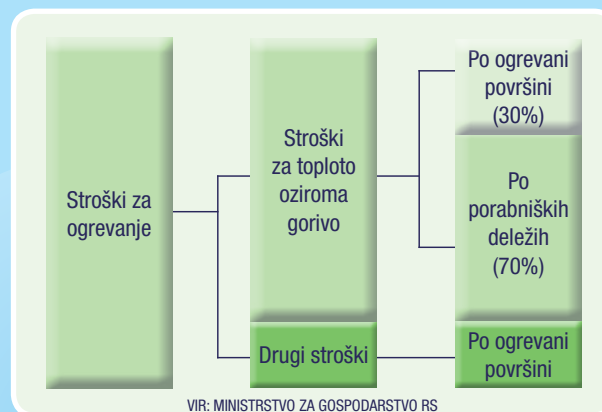 Stroški za
ogrevanje
Stroški
za toploto
oziroma
gorivo
Drugi stroški
Po ogrevani
površini
(30%)
Po
porabniških
deležih
(70%)
Po ogrevani
površini
VIR: MINISTRSTVO ZA GOSPODARSTVO RS